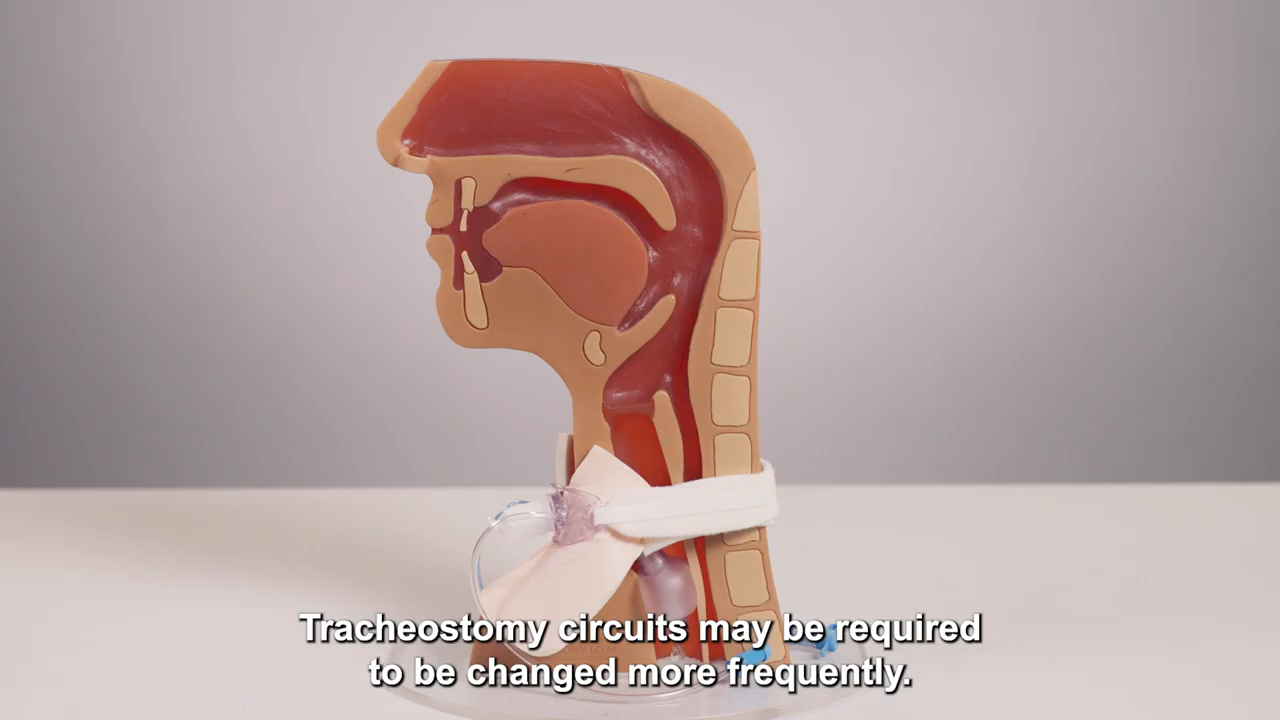 Tracheostomy circuits may be required
to be changed more frequently.